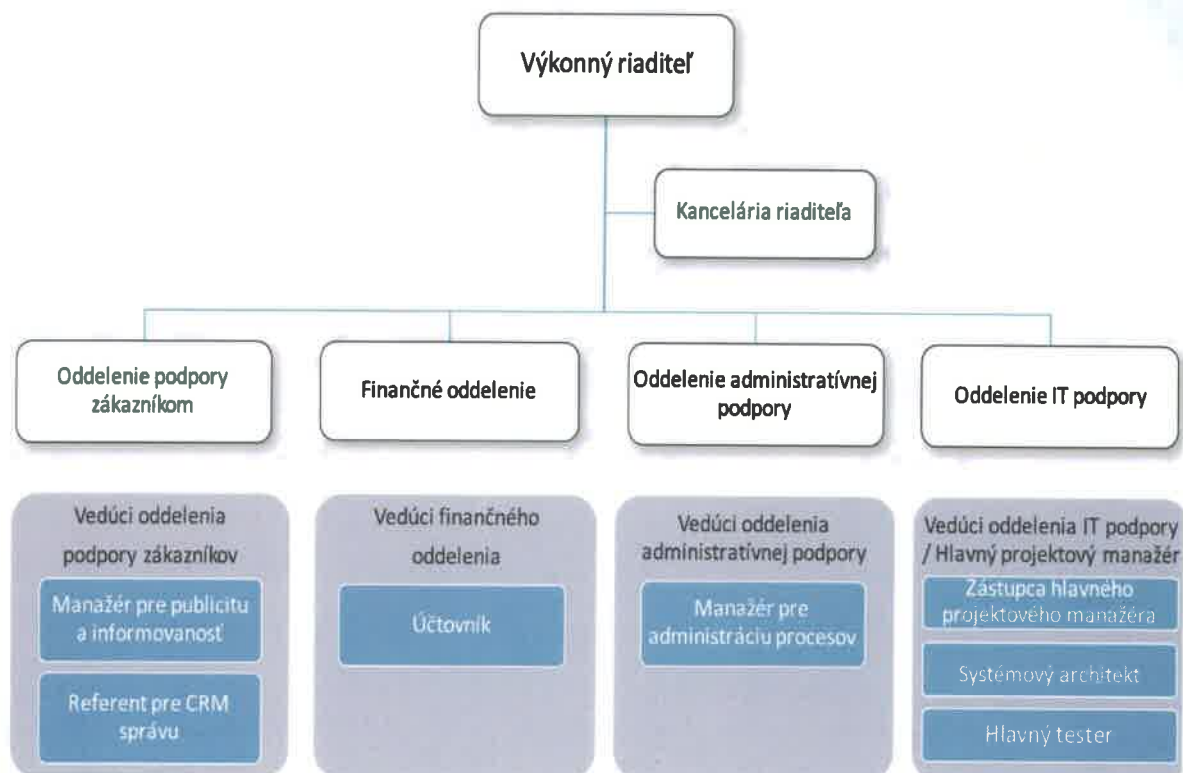 Výkonný riaditeľ
Kancelária riaditeľa
Oddelenie podpory
zákazníkom
Finančné oddelenie
Oddelenie administratívnej
podpory
Oddelenie IT podpory
Vedúci oddelenia
podpory zákazníkov
Manažér pre publicitu
a informovanosť
Referent pre CRM
správu
Vedúci finančného
oddelenia
Účtovník
Vedúci oddelenia
administratívnej podpory
Manažér pre
administráciu procesov
Vedúci oddelenia IT podpory
/ Hlavný projektový manažér
Zástupca hlavného
projektového manážéra
Systémový architekt
Hlavný tester